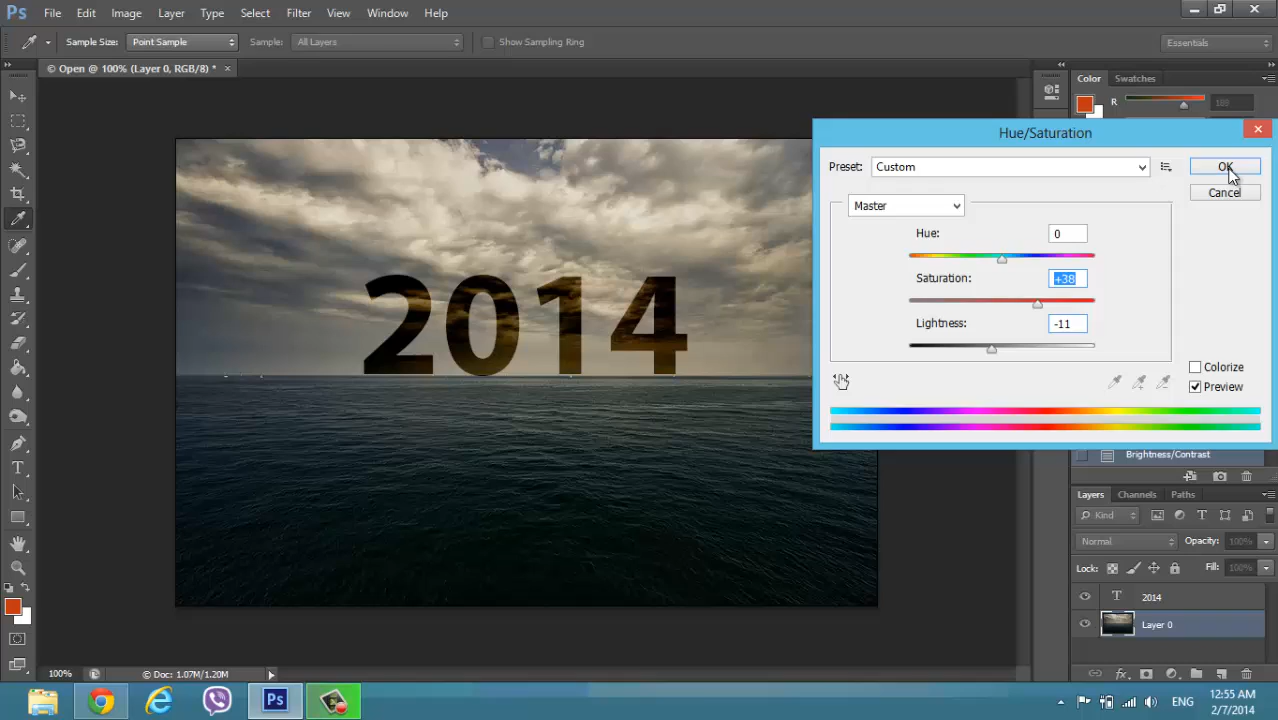 Ps File Edit Image Layer Type Select Filter 3D View Window Help
Sample Size: Point Sample Sample: All Layers Show Sampling Ring Essentials
© Open @ 100% (Layer 0, RGB/8) * ×
Color Swatches
R 189
Hue/Saturation
Preset: Custom OK
Cancel
Master
Hue: 0
Saturation: +38
Lightness: -11
Colorize
Preview
2014
Brightness/Contrast
Layers Channels Paths
Kind
Normal Opacity: 100%
Lock: Fill: 100%
T 2014
Layer 0
100% © Doc: 1.07M/1.20M
Ps ENG 12:55 AM
2/7/2014